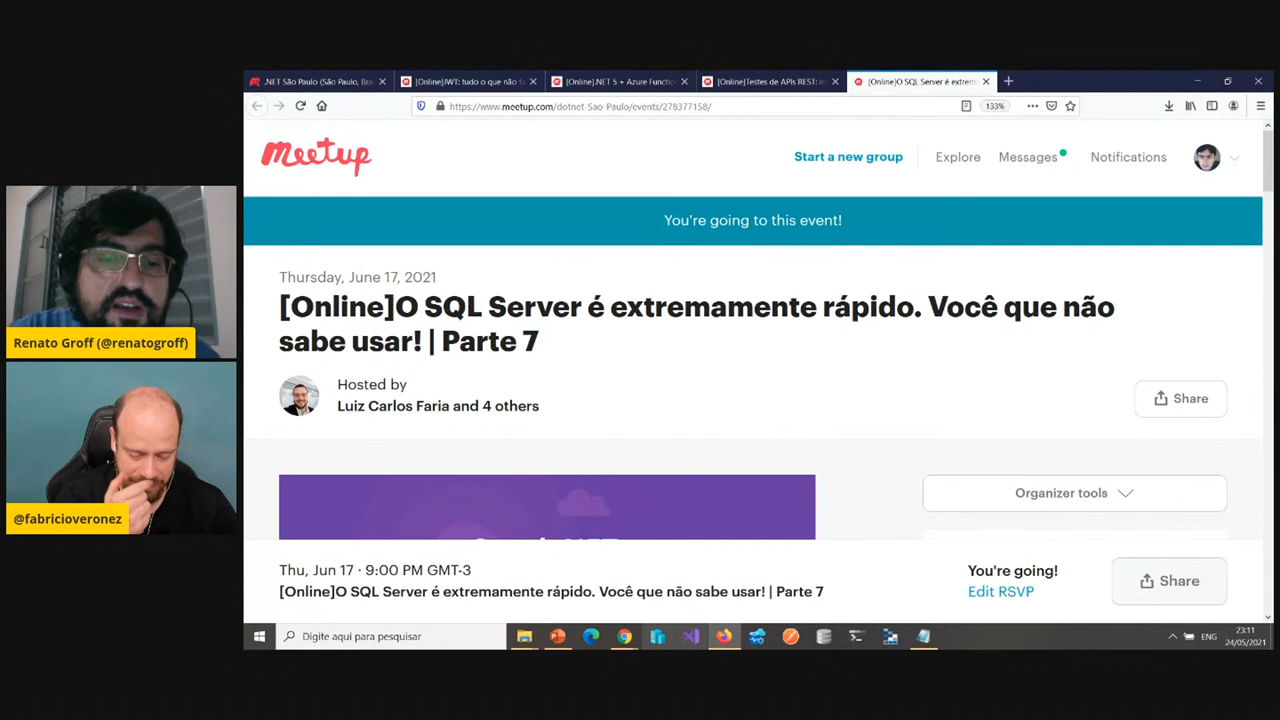 .NET São Paulo (São Paulo, Bra
[Online]JWT: tudo o que não
[Online].NET 5 + Azure Functio
[Online]Testes de APIs REST:
[Online]O SQL Server é extrem
https://www.meetup.com/dotnet-Sao-Paulo/events/278377158/
133%
meetup
Start a new group
Explore
Messages
Notifications
You're going to this event!
Thursday, June 17, 2021
[Online]O SQL Server é extremamente rápido. Você que não
sabe usar! | Parte 7
Hosted by
Luiz Carlos Faria and 4 others
Share
Organizer tools
Thu, Jun 17 · 9:00 PM GMT-3
[Online]O SQL Server é extremamente rápido. Você que não sabe usar! | Parte 7
You're going!
Edit RSVP
Share
Renato Groff (@renatogroff)
@fabricioveronez
Digite aqui para pesquisar
ENG
23:11
24/05/2021